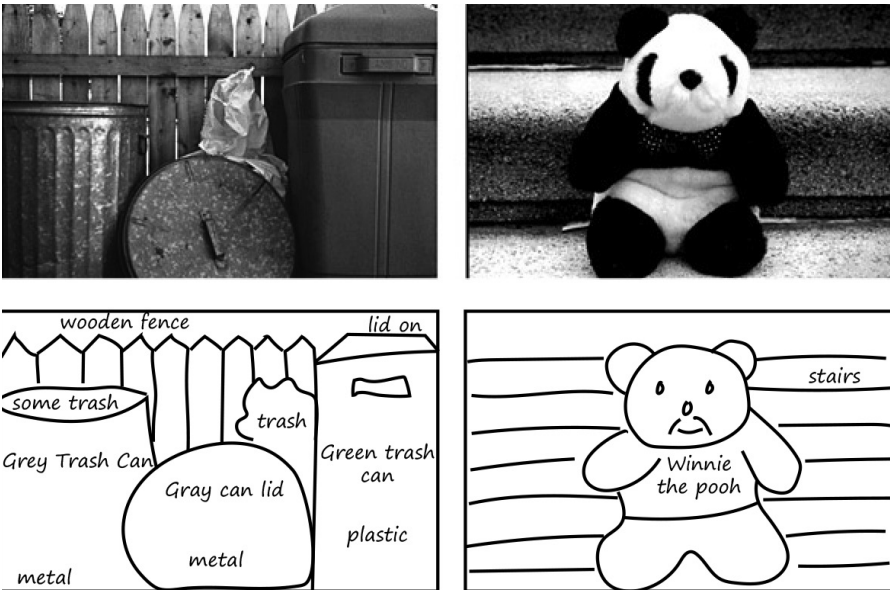 wooden fence
lid on
some trash
trash
Grey Trash Can
Green trash
can
Gray can lid
plastic
metal
metal
stairs
Winnie
the pooh